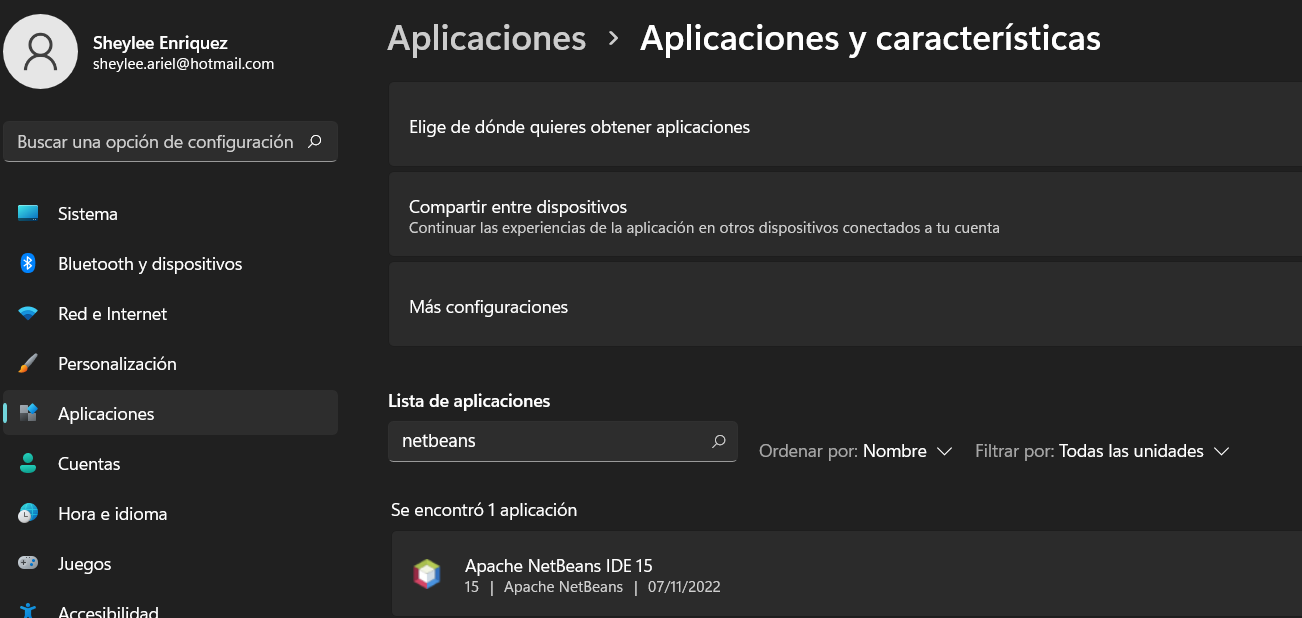 Sheylee Enriquez
sheylee.ariel@hotmail.com
Buscar una opción de configuración
Sistema
Bluetooth y dispositivos
Red e Internet
Personalización
Aplicaciones
Cuentas
Hora e idioma
Juegos
Accesibilidad
Aplicaciones > Aplicaciones y características
Elige de dónde quieres obtener aplicaciones
Compartir entre dispositivos
Continuar las experiencias de la aplicación en otros dispositivos conectados a tu cuenta
Más configuraciones
Lista de aplicaciones
netbeans
Ordenar por: Nombre
Filtrar por: Todas las unidades
Se encontró 1 aplicación
Apache NetBeans IDE 15
15 | Apache NetBeans | 07/11/2022